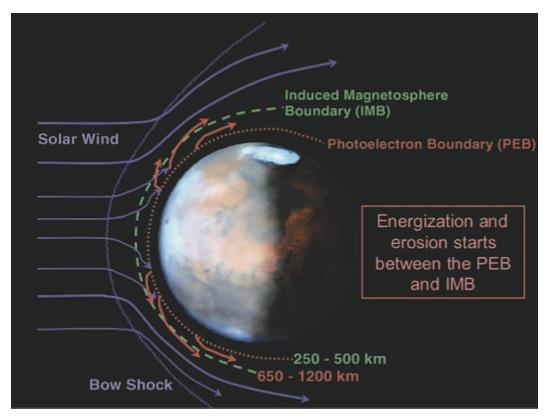 Induced Magnetosphere
Boundary (IMB)
Solar Wind
Photoelectron Boundary (PEB)
Energization and
erosion starts
between the PEB
and IMB
250 - 500 km
650 - 1200 km
Bow Shock